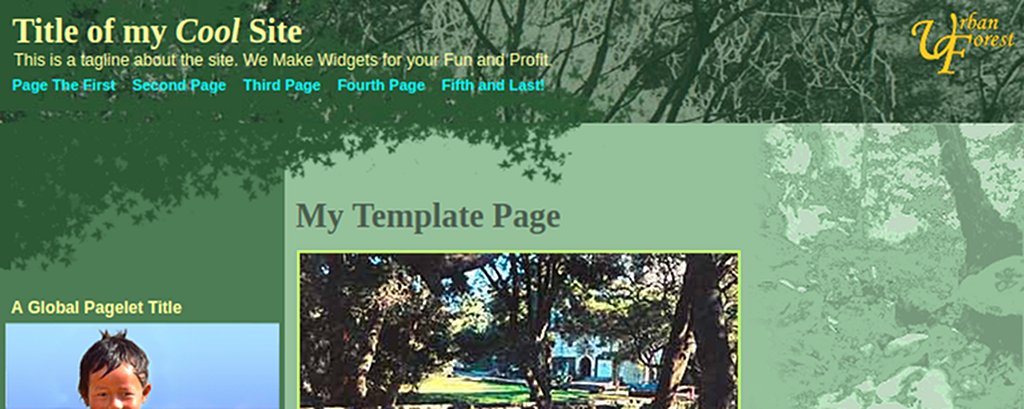 Title of my Cool Site
This is a tagline about the site. We Make Widgets for your Fun and Profit.
Page The First Second Page Third Page Fourth Page Fifth and Last!
Urban
Forest
My Template Page
A Global Pagelet Title